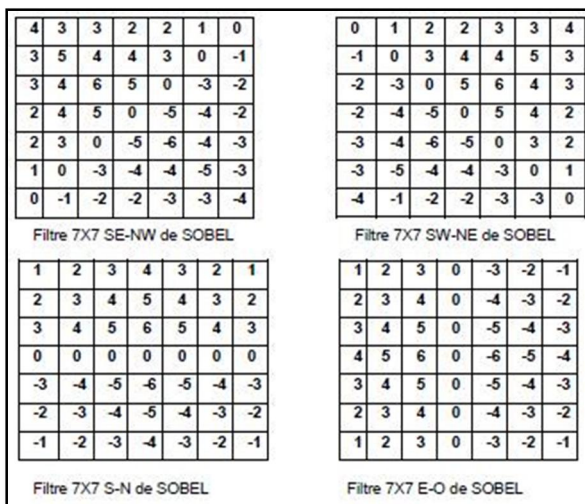 4 3 3 2 2 1 0
3 5 4 4 3 0 -1
3 4 6 5 0 -3 -2
2 4 5 0 -5 -4 -2
2 3 0 -5 -6 -4 -3
1 0 -3 -4 -4 -5 -3
0 -1 -2 -2 -3 -3 -4
Filtre 7X7 SE-NW de SOBEL
0 1 2 2 3 3 4
-1 0 3 4 4 5 3
-2 -3 0 5 6 4 3
-2 -4 -5 0 5 4 2
-3 -4 -6 -5 0 3 2
-3 -5 -4 -4 -3 0 1
-4 -1 -2 -2 -3 -3 0
Filtre 7X7 SW-NE de SOBEL
1 2 3 4 3 2 1
2 3 4 5 4 3 2
3 4 5 6 5 4 3
0 0 0 0 0 0 0
-3 -4 -5 -6 -5 -4 -3
-2 -3 -4 -5 -4 -3 -2
-1 -2 -3 -4 -3 -2 -1
Filtre 7X7 S-N de SOBEL
1 2 3 0 -3 -2 -1
2 3 4 0 -4 -3 -2
3 4 5 0 -5 -4 -3
4 5 6 0 -6 -5 -4
3 4 5 0 -5 -4 -3
2 3 4 0 -4 -3 -2
1 2 3 0 -3 -2 -1
Filtre 7X7 E-O de SOBEL